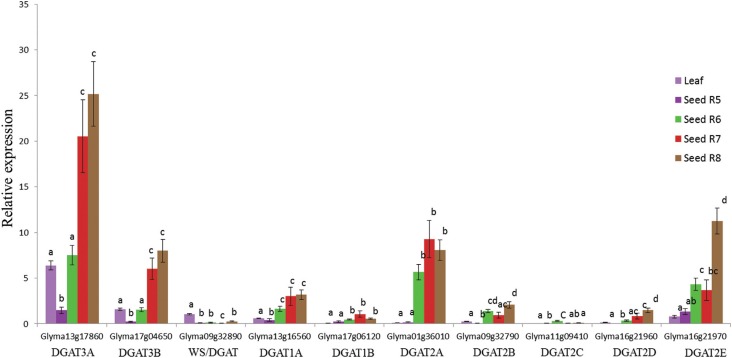 35
30
25
20
15
10
5
0
Relative expression
Leaf
Seed R5
Seed R6
Seed R7
Seed R8
a b a c c
a b a b b
a b b c b
a a c c c
a a b b b
a a b b b
a b cd ac d
a b C ab a
a b ac c d
a ab c bc d
Glyma13g17860 Glyma17g04650 Glyma09g32890 Glyma13g16560 Glyma17g06120 Glyma01g36010 Glyma09g32790 Glyma11g09410 Glyma16g21960 Glyma16g21970
DGAT3A DGAT3B WS/DGAT DGAT1A DGAT1B DGAT2A DGAT2B DGAT2C DGAT2D DGAT2E